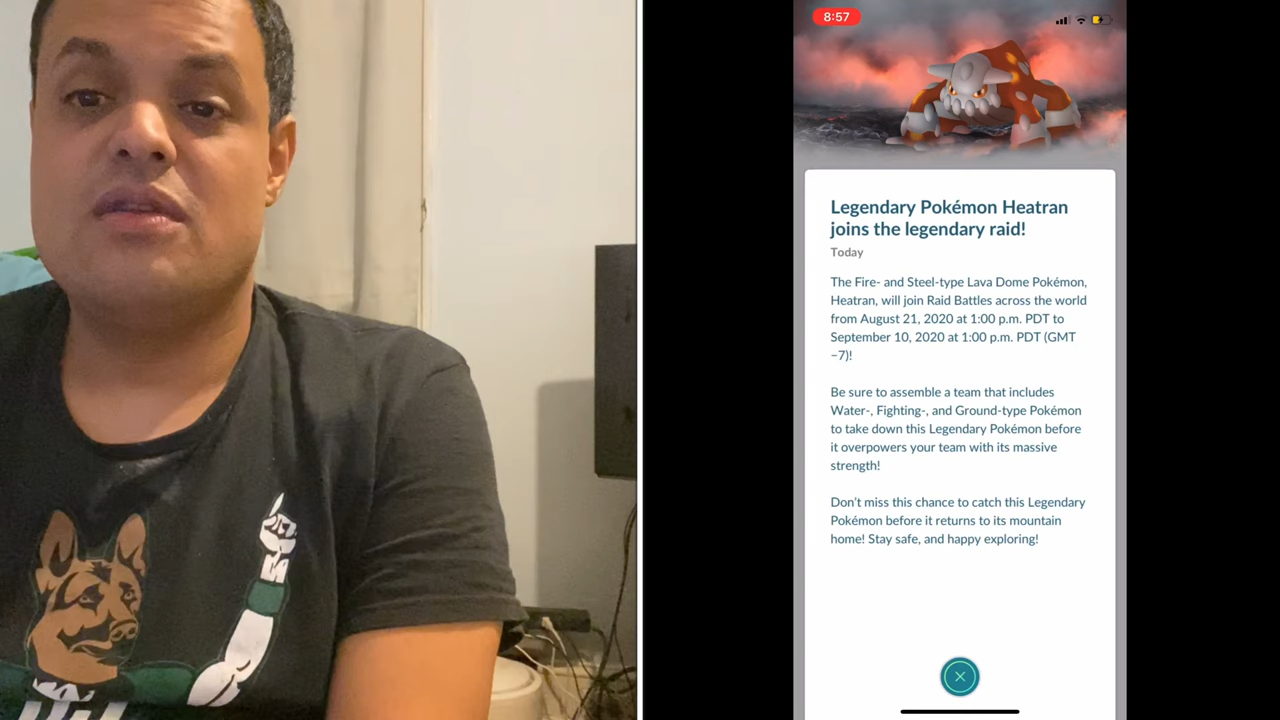 8:57
Legendary Pokémon Heatran
joins the legendary raid!
Today
The Fire- and Steel-type Lava Dome Pokémon,
Heatran, will join Raid Battles across the world
from August 21, 2020 at 1:00 p.m. PDT to
September 10, 2020 at 1:00 p.m. PDT (GMT
−7)!
Be sure to assemble a team that includes
Water-, Fighting-, and Ground-type Pokémon
to take down this Legendary Pokémon before
it overpowers your team with its massive
strength!
Don't miss this chance to catch this Legendary
Pokémon before it returns to its mountain
home! Stay safe, and happy exploring!